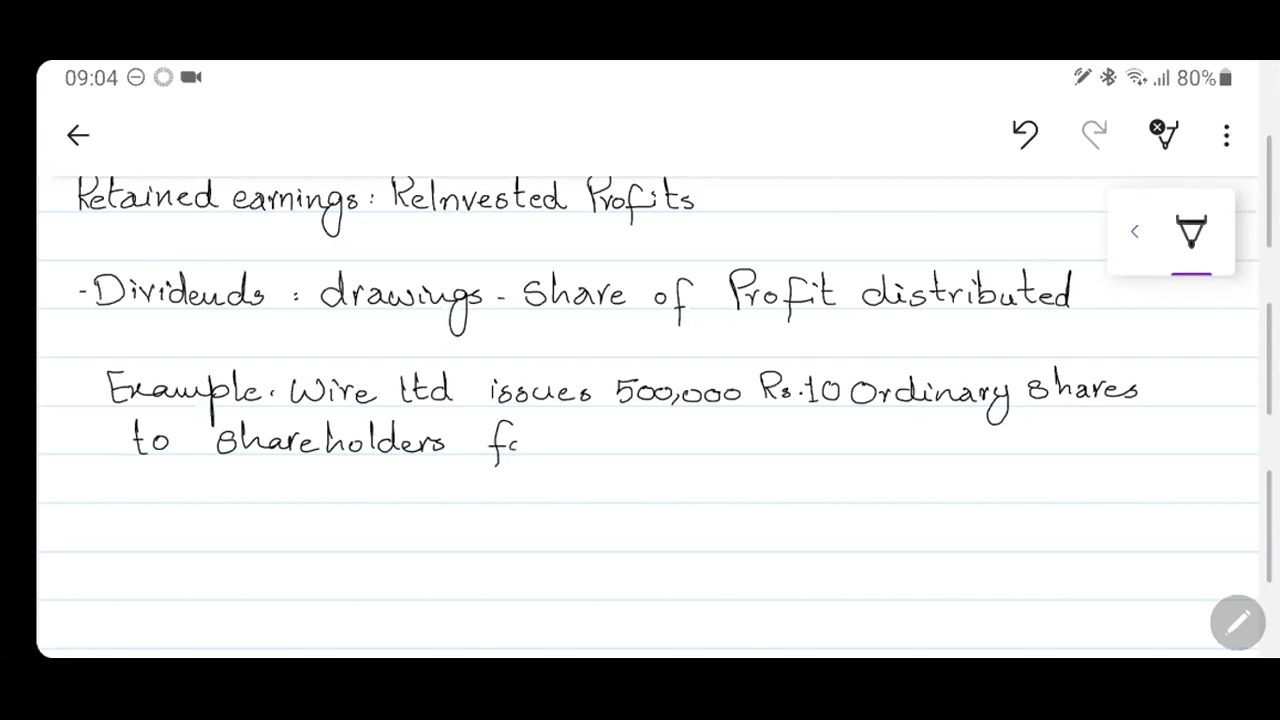 09:04 80%
Retained earnings: ReInvested Profits
- Dividends : drawings - share of Profit distributed
Example. Wire ltd issues 500,000 Rs.10 Ordinary shares
to shareholders fo